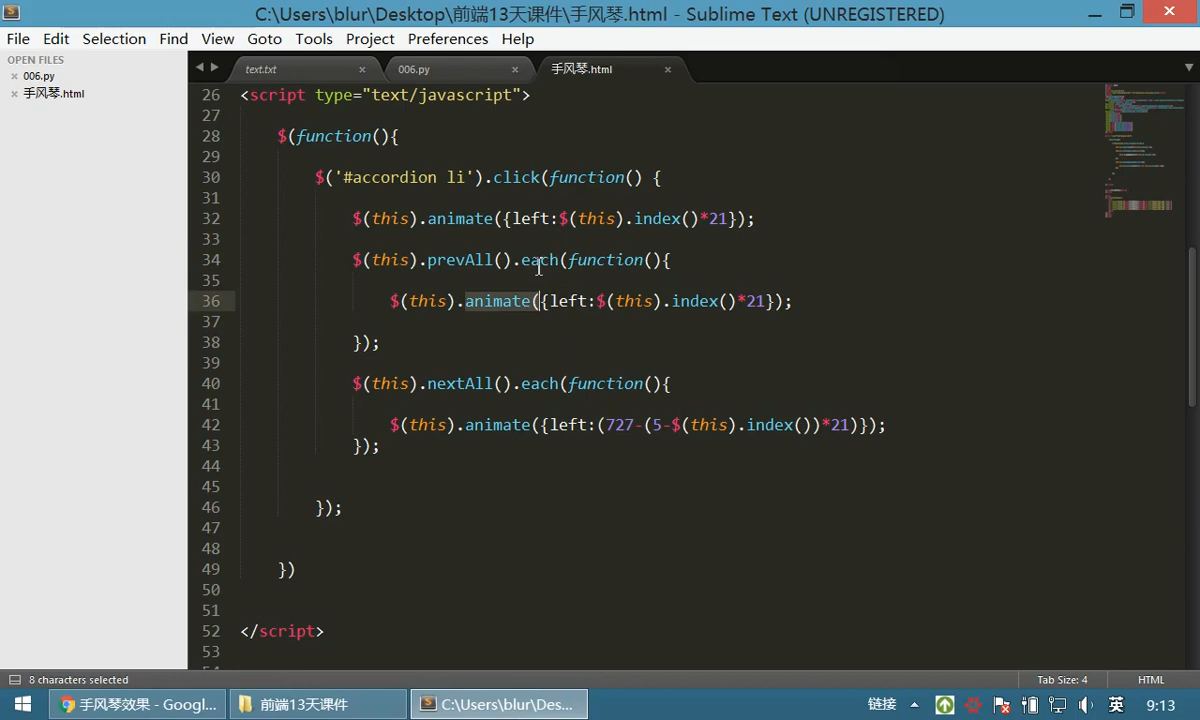 C:\Users\blur\Desktop\前端13天课件\手风琴.html - Sublime Text (UNREGISTERED)
File Edit Selection Find View Goto Tools Project Preferences Help
OPEN FILES
006.py
手风琴.html
text.txt 006.py 手风琴.html
26 <script type="text/javascript">
27
28 $(function(){
29
30 $('#accordion li').click(function() {
31
32 $(this).animate({left:$(this).index()*21});
33
34 $(this).prevAll().each(function(){
35
36 $(this).animate({left:$(this).index()*21});
37
38 });
39
40 $(this).nextAll().each(function(){
41
42 $(this).animate({left:(727-(5-$(this).index())*21)});
43 });
44
45
46 });
47
48
49 })
50
51
52 </script>
53
8 characters selected Tab Size: 4 HTML
手风琴效果 - Googl... 前端13天课件 C:\Users\blur\Des... 链接 英 9:13